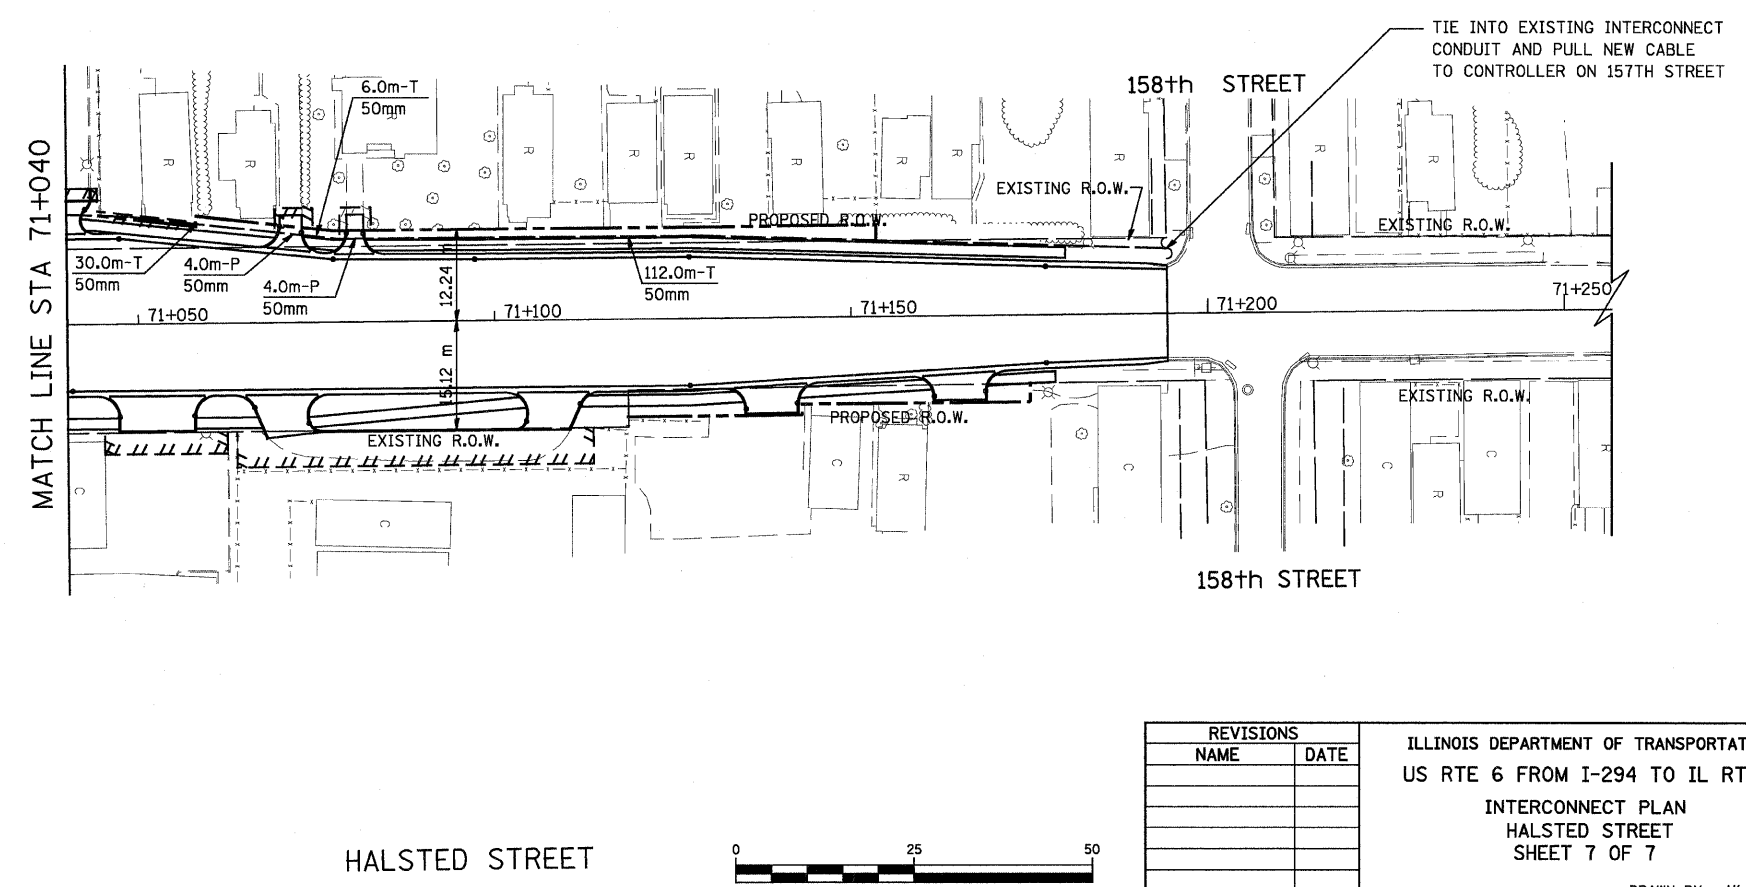 TIE INTO EXISTING INTERCONNECT
CONDUIT AND PULL NEW CABLE
TO CONTROLLER ON 157TH STREET
158th STREET
6.0m-T
50mm
R
R
R
R
R
R
R
R
R
R
R
EXISTING R.O.W.
PROPOSED R.O.W.
EXISTING R.O.W.
MATCH LINE STA 71+040
30.0m-T
50mm
4.0m-P
50mm
4.0m-P
50mm
12.24 m
112.0m-T
50mm
71+050
71+100
71+150
71+200
71+250
15.12 m
EXISTING R.O.W.
PROPOSED R.O.W.
EXISTING R.O.W.
C
C
C
R
C
C
R
C
R
158th STREET
HALSTED STREET
0 25 50
REVISIONS
NAME DATE
ILLINOIS DEPARTMENT OF TRANSPORTAT
US RTE 6 FROM I-294 TO IL RT
INTERCONNECT PLAN
HALSTED STREET
SHEET 7 OF 7